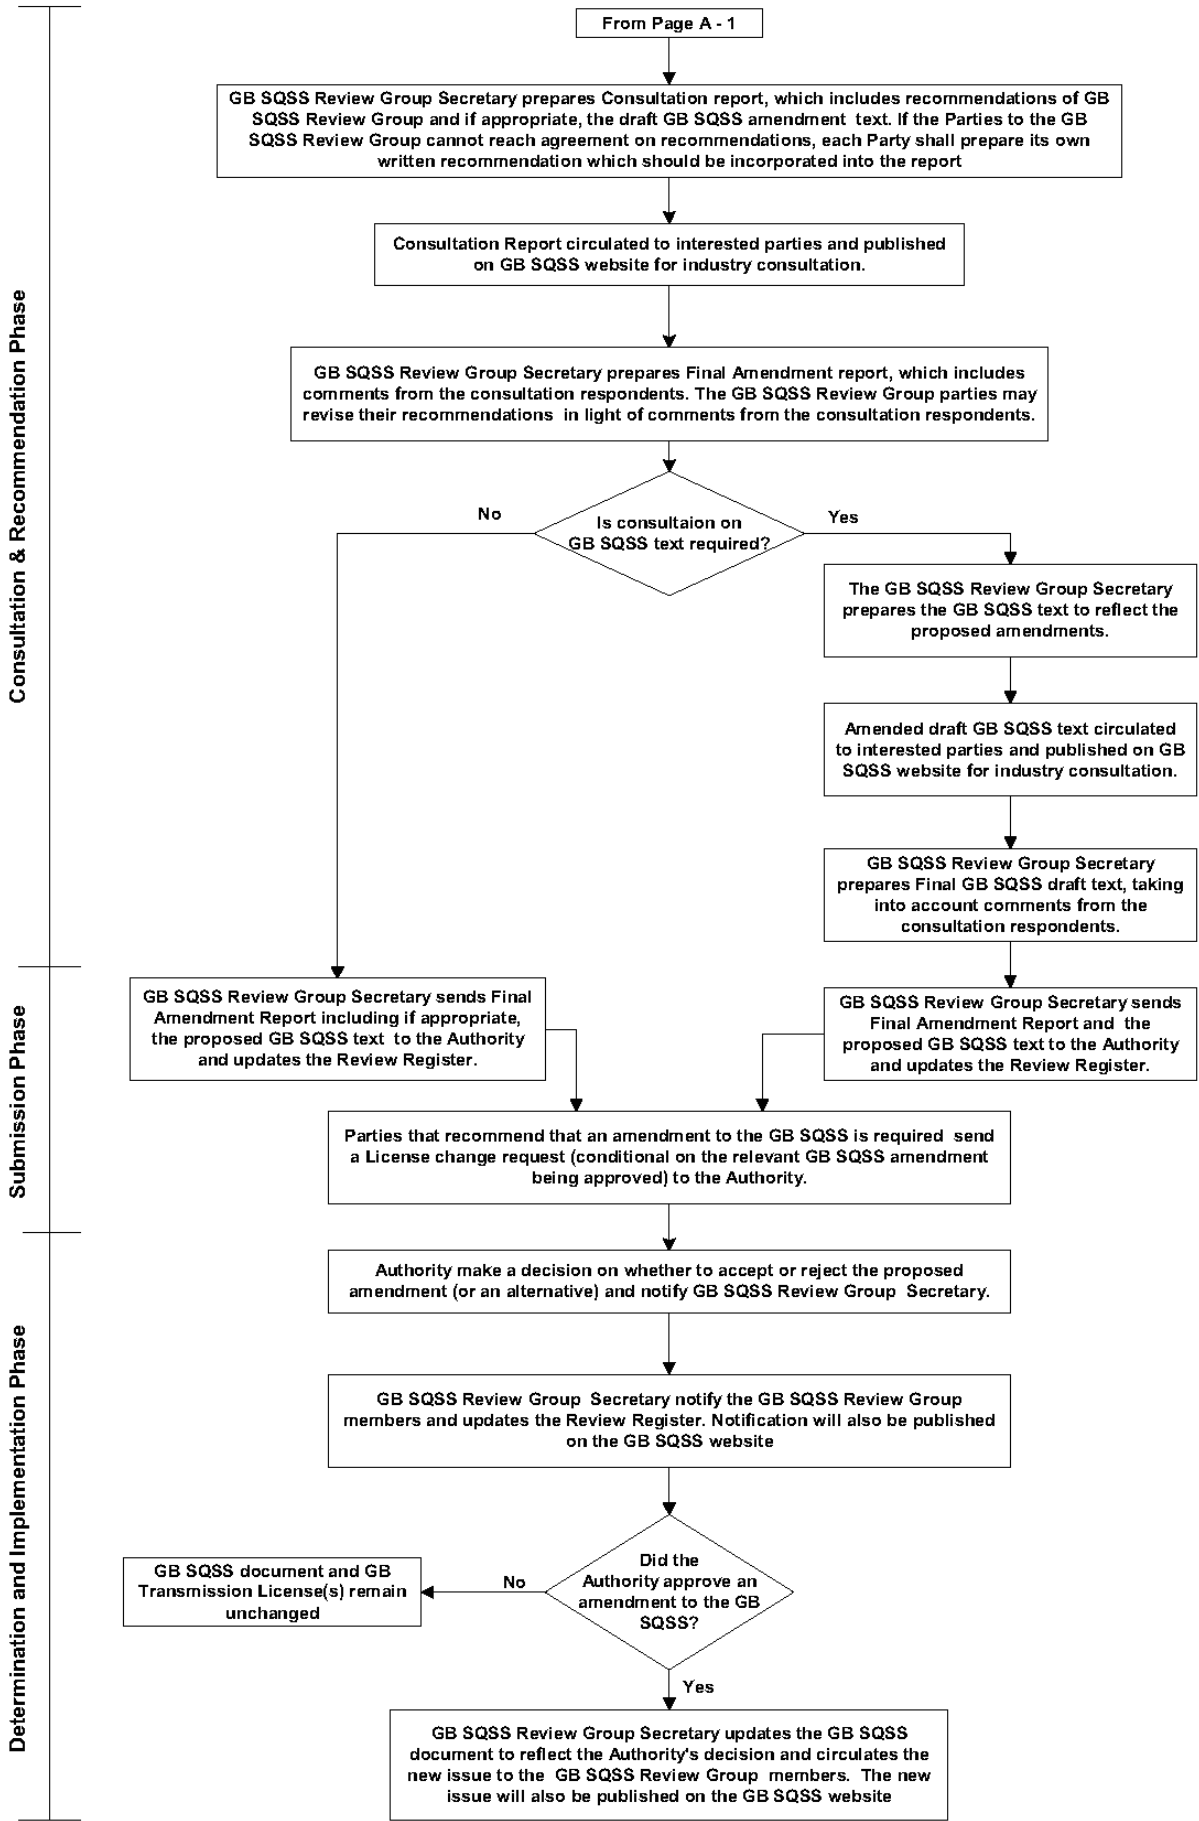 From Page A - 1
GB SQSS Review Group Secretary prepares Consultation report, which includes recommendations of GB
SQSS Review Group and if appropriate, the draft GB SQSS amendment text. If the Parties to the GB
SQSS Review Group cannot reach agreement on recommendations, each Party shall prepare its own
written recommendation which should be incorporated into the report
Consultation Report circulated to interested parties and published
on GB SQSS website for industry consultation.
GB SQSS Review Group Secretary prepares Final Amendment report, which includes
comments from the consultation respondents. The GB SQSS Review Group parties may
revise their recommendations in light of comments from the consultation respondents.
Consultation & Recommendation Phase
Is consultaion on
GB SQSS text required?
No
Yes
The GB SQSS Review Group Secretary
prepares the GB SQSS text to reflect the
proposed amendments.
Amended draft GB SQSS text circulated
to interested parties and published on GB
SQSS website for industry consultation.
GB SQSS Review Group Secretary
prepares Final GB SQSS draft text, taking
into account comments from the
consultation respondents.
Submission Phase
GB SQSS Review Group Secretary sends Final
Amendment Report including if appropriate,
the proposed GB SQSS text to the Authority
and updates the Review Register.
GB SQSS Review Group Secretary sends
Final Amendment Report and the
proposed GB SQSS text to the Authority
and updates the Review Register.
Parties that recommend that an amendment to the GB SQSS is required send
a License change request (conditional on the relevant GB SQSS amendment
being approved) to the Authority.
Determination and Implementation Phase
Authority make a decision on whether to accept or reject the proposed
amendment (or an alternative) and notify GB SQSS Review Group Secretary.
GB SQSS Review Group Secretary notify the GB SQSS Review Group
members and updates the Review Register. Notification will also be published
on the GB SQSS website
Did the
Authority approve an
amendment to the GB
SQSS?
No
GB SQSS document and GB
Transmission License(s) remain
unchanged
Yes
GB SQSS Review Group Secretary updates the GB SQSS
document to reflect the Authority's decision and circulates the
new issue to the GB SQSS Review Group members. The new
issue will also be published on the GB SQSS website